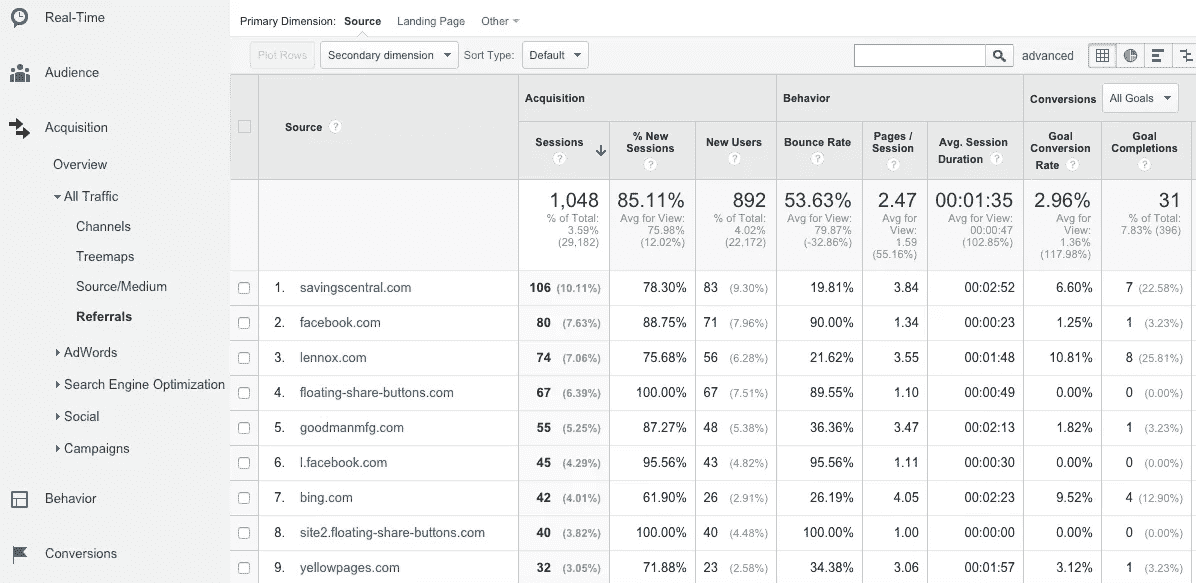 Real-Time
Audience
Acquisition
Overview
All Traffic
Channels
Treemaps
Source/Medium
Referrals
AdWords
Search Engine Optimization
Social
Campaigns
Behavior
Conversions
Primary Dimension: Source Landing Page Other
Plot Rows Secondary dimension Sort Type: Default advanced
Source ? Acquisition Behavior Conversions All Goals
Sessions ? % New Sessions ? New Users ? Bounce Rate ? Pages / Session ? Avg. Session Duration ? Goal Conversion Rate ? Goal Completions ?
1,048 85.11% 892 53.63% 2.47 00:01:35 2.96% 31
% of Total: 3.59% (29,182) Avg for View: 75.98% (12.02%) % of Total: 4.02% (22,172) Avg for View: 79.87% (-32.86%) Avg for View: 1.59 (55.16%) Avg for View: 00:00:47 (102.85%) Avg for View: 1.36% (117.98%) % of Total: 7.83% (396)
1. savingscentral.com 106 (10.11%) 78.30% 83 (9.30%) 19.81% 3.84 00:02:52 6.60% 7 (22.58%)
2. facebook.com 80 (7.63%) 88.75% 71 (7.96%) 90.00% 1.34 00:00:23 1.25% 1 (3.23%)
3. lennox.com 74 (7.06%) 75.68% 56 (6.28%) 21.62% 3.55 00:01:48 10.81% 8 (25.81%)
4. floating-share-buttons.com 67 (6.39%) 100.00% 67 (7.51%) 89.55% 1.10 00:00:49 0.00% 0 (0.00%)
5. goodmanmfg.com 55 (5.25%) 87.27% 48 (5.38%) 36.36% 3.47 00:02:13 1.82% 1 (3.23%)
6. l.facebook.com 45 (4.29%) 95.56% 43 (4.82%) 95.56% 1.11 00:00:30 0.00% 0 (0.00%)
7. bing.com 42 (4.01%) 61.90% 26 (2.91%) 26.19% 4.05 00:02:23 9.52% 4 (12.90%)
8. site2.floating-share-buttons.com 40 (3.82%) 100.00% 40 (4.48%) 100.00% 1.00 00:00:00 0.00% 0 (0.00%)
9. yellowpages.com 32 (3.05%) 71.88% 23 (2.58%) 34.38% 3.06 00:01:57 3.12% 1 (3.23%)